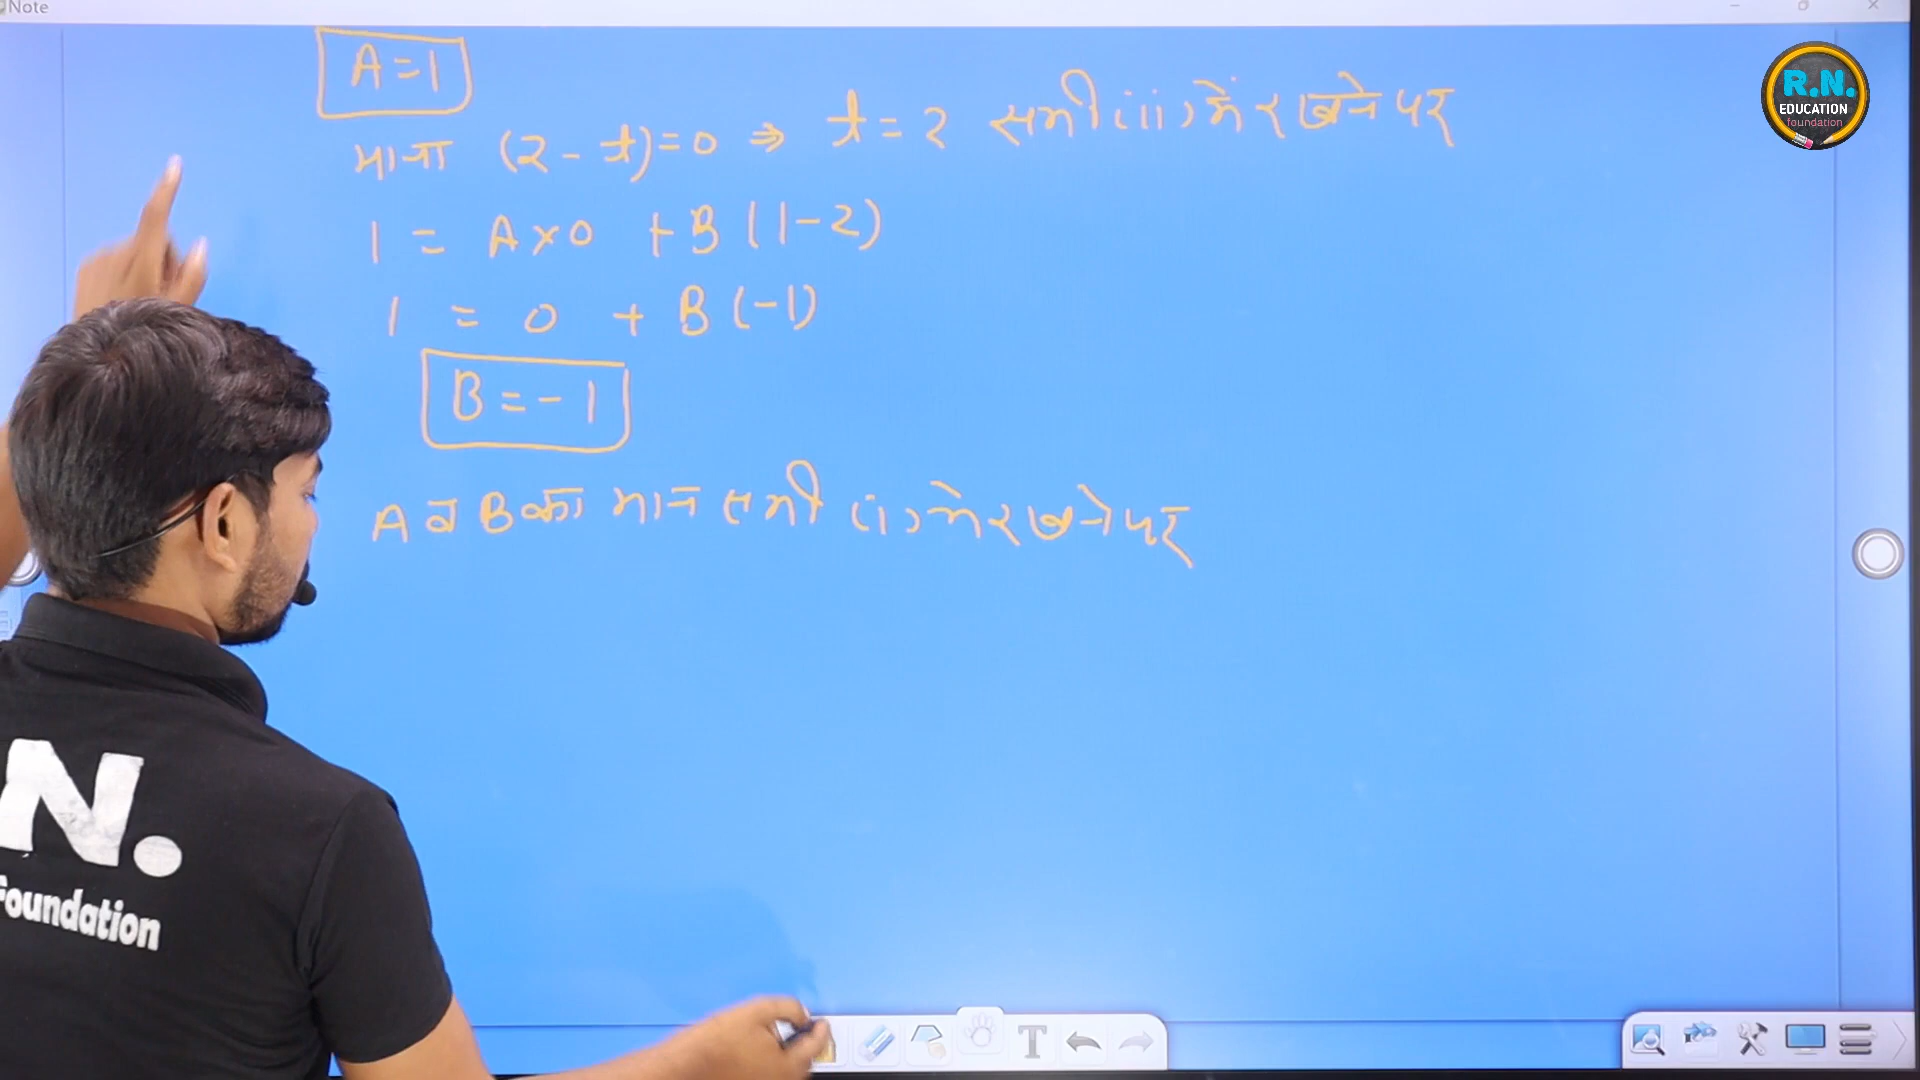 Note
A = 1
R.N.
EDUCATION
foundation
माना (2 - t) = 0 ⇒ t = 2 समी (ii) में रखने पर
1 = A × 0 + B (1 - 2)
1 = 0 + B (-1)
B = - 1
A व B का मान समी (i) में रखने पर
N.
Foundation
T